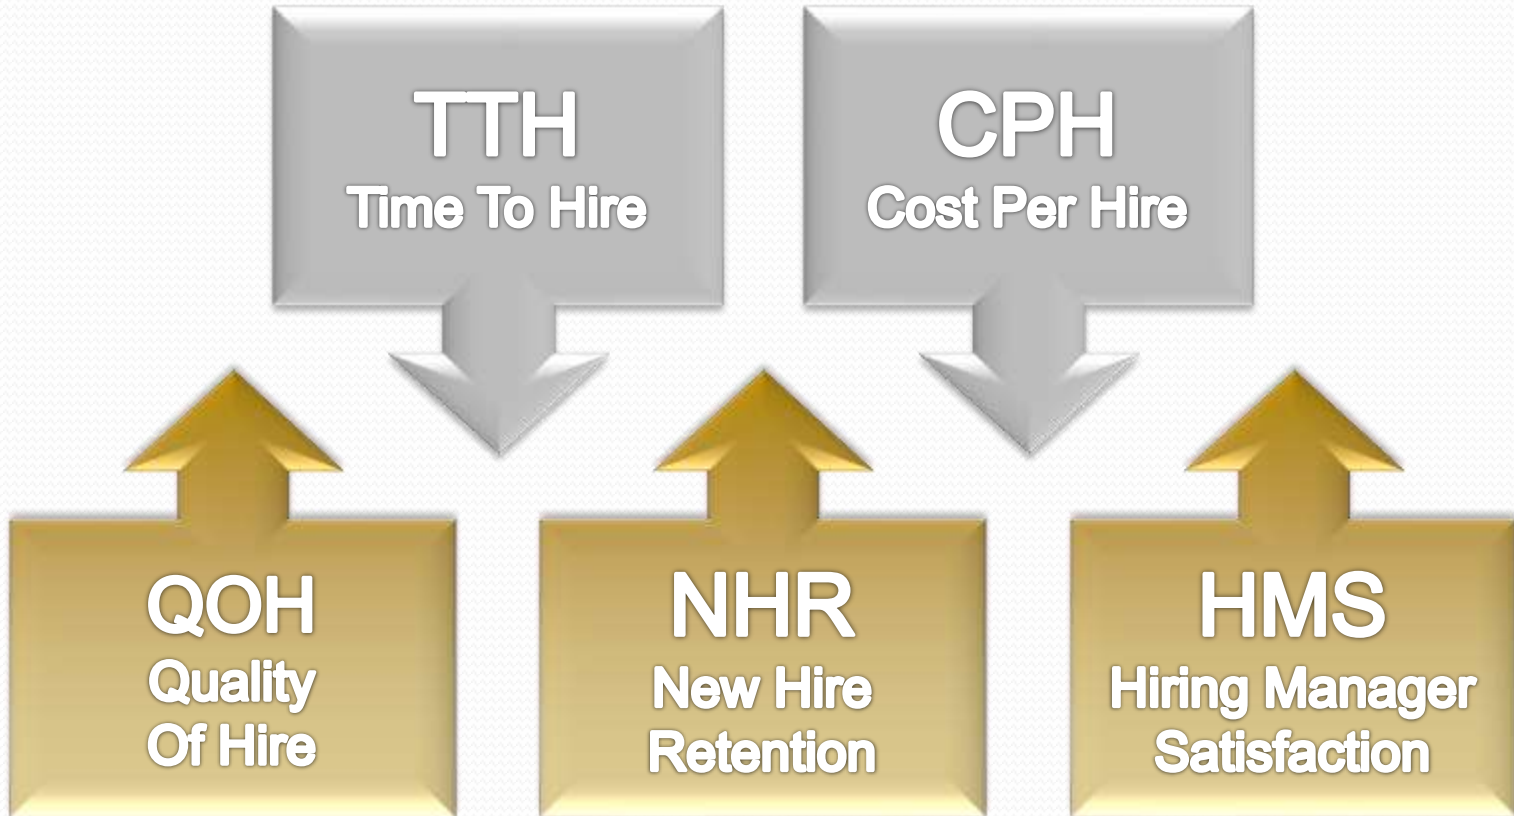 TTH
Time To Hire
CPH
Cost Per Hire
QOH
Quality
Of Hire
NHR
New Hire
Retention
HMS
Hiring Manager
Satisfaction